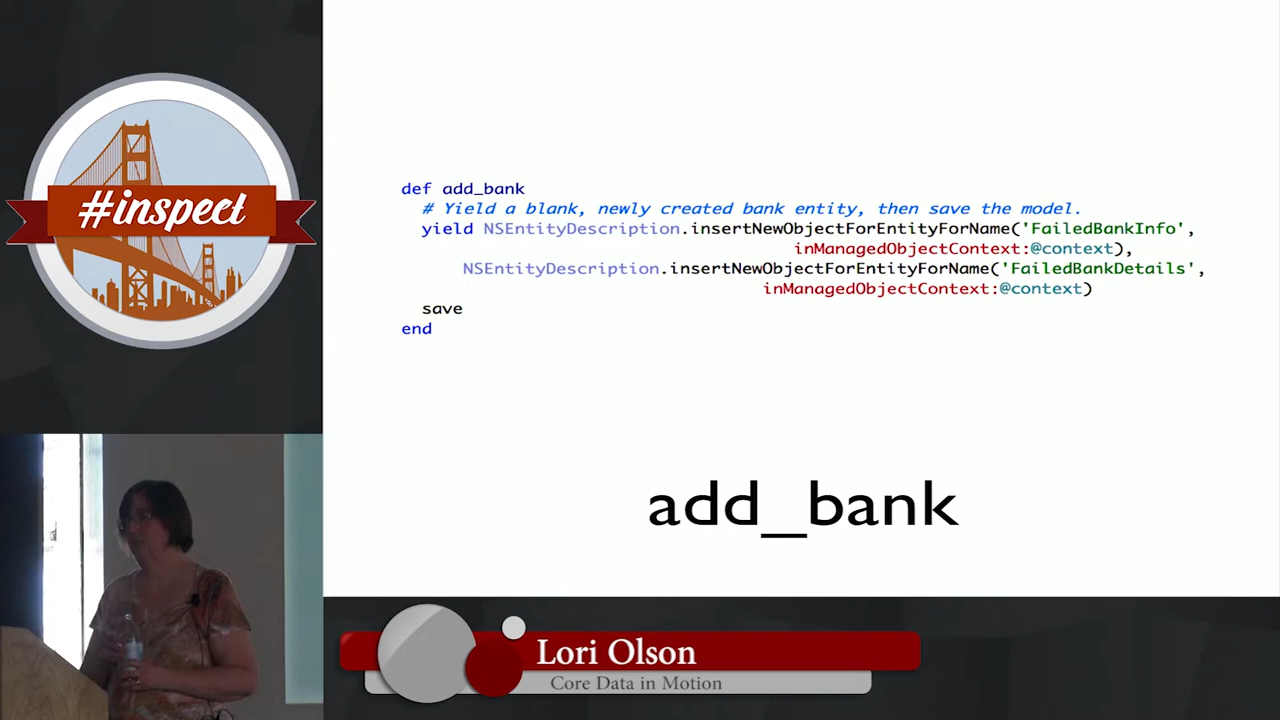 #inspect
def add_bank
# Yield a blank, newly created bank entity, then save the model.
yield NSEntityDescription.insertNewObjectForEntityForName('FailedBankInfo',
inManagedObjectContext:@context),
NSEntityDescription.insertNewObjectForEntityForName('FailedBankDetails',
inManagedObjectContext:@context)
save
end
add_bank
Lori Olson
Core Data in Motion